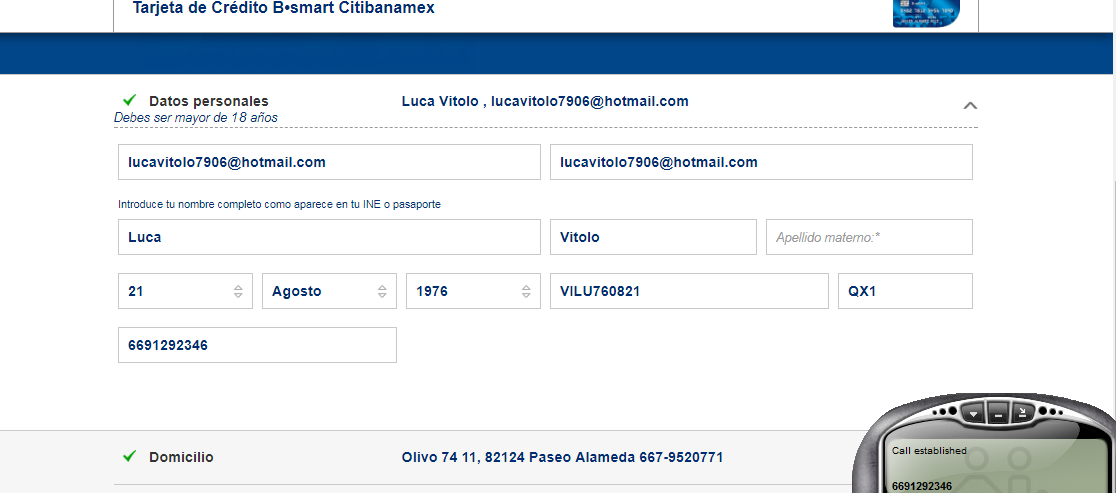 Tarjeta de Crédito B•smart Citibanamex
Datos personales Luca Vitolo , lucavitolo7906@hotmail.com
Debes ser mayor de 18 años
lucavitolo7906@hotmail.com lucavitolo7906@hotmail.com
Introduce tu nombre completo como aparece en tu INE o pasaporte
Luca Vitolo Apellido materno:*
21 Agosto 1976 VILU760821 QX1
6691292346
Domicilio Olivo 74 11, 82124 Paseo Alameda 667-9520771
Call established
6691292346